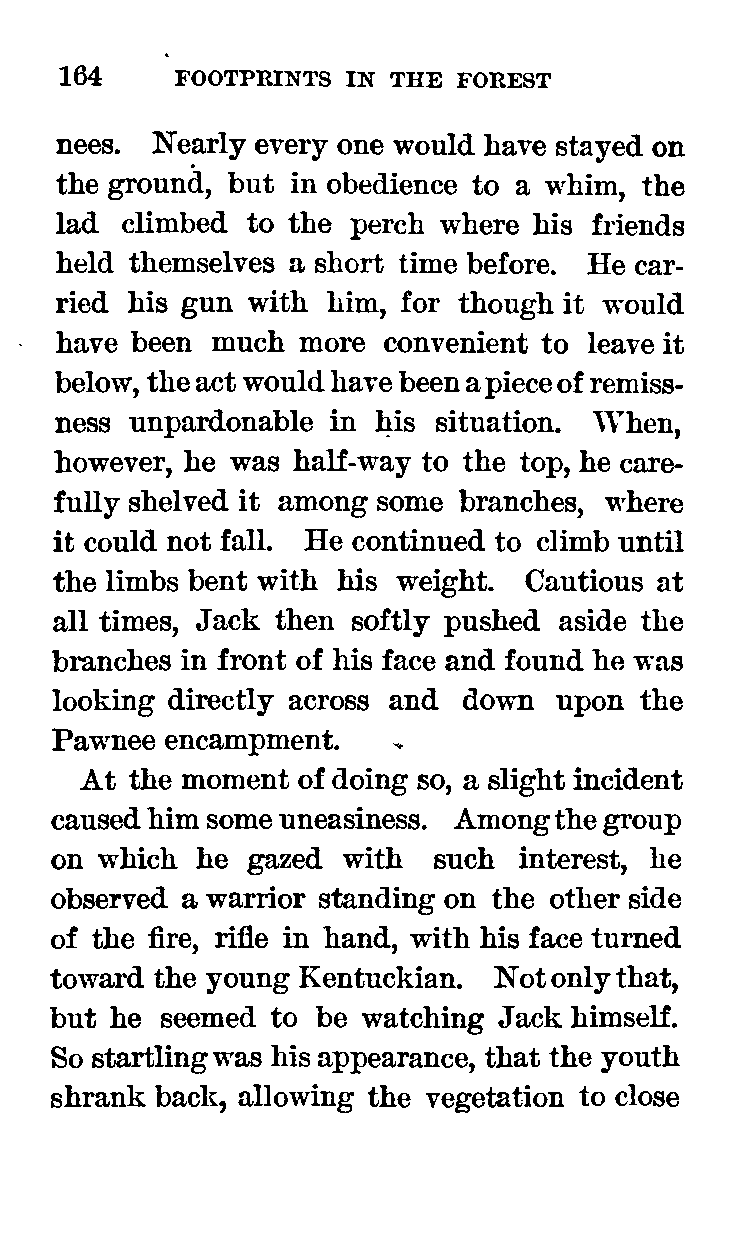 164 FOOTPRINTS IN THE FOREST
nees. Nearly every one would have stayed on
the ground, but in obedience to a whim, the
lad climbed to the perch where his friends
held themselves a short time before. He car-
ried his gun with him, for though it would
have been much more convenient to leave it
below, the act would have been a piece of remiss-
ness unpardonable in his situation. When,
however, he was half-way to the top, he care-
fully shelved it among some branches, where
it could not fall. He continued to climb until
the limbs bent with his weight. Cautious at
all times, Jack then softly pushed aside the
branches in front of his face and found he was
looking directly across and down upon the
Pawnee encampment.
At the moment of doing so, a slight incident
caused him some uneasiness. Among the group
on which he gazed with such interest, he
observed a warrior standing on the other side
of the fire, rifle in hand, with his face turned
toward the young Kentuckian. Not only that,
but he seemed to be watching Jack himself.
So startling was his appearance, that the youth
shrank back, allowing the vegetation to close